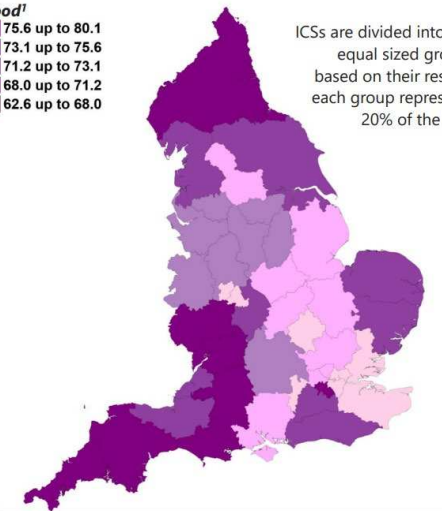 ood¹
75.6 up to 80.1
73.1 up to 75.6
71.2 up to 73.1
68.0 up to 71.2
62.6 up to 68.0
ICSs are divided into
equal sized gro
based on their res
each group repres
20% of the